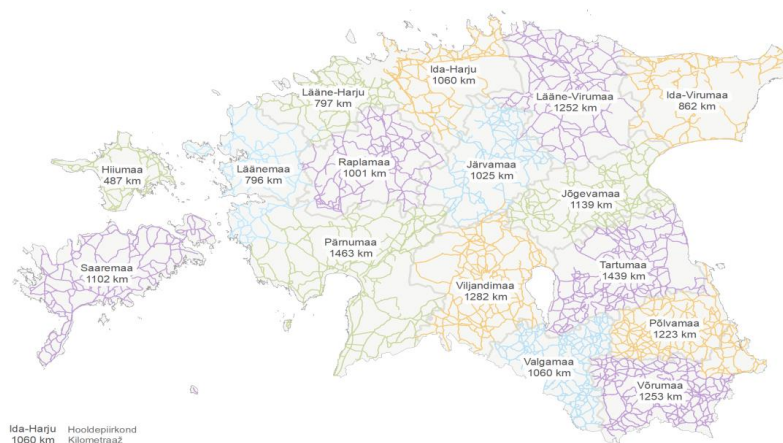 Ida-Harju
1060 km
Lääne-Harju
797 km
Lääne-Virumaa
1252 km
Ida-Virumaa
862 km
Hiiumaa
487 km
Läänemaa
796 km
Raplamaa
1001 km
Järvamaa
1025 km
Jõgevamaa
1139 km
Pärnumaa
1463 km
Saaremaa
1102 km
Viljandimaa
1282 km
Tartumaa
1439 km
Põlvamaa
1223 km
Valgamaa
1060 km
Võrumaa
1253 km
Ida-Harju Hooldepiirkond
1060 km Kilometraaž